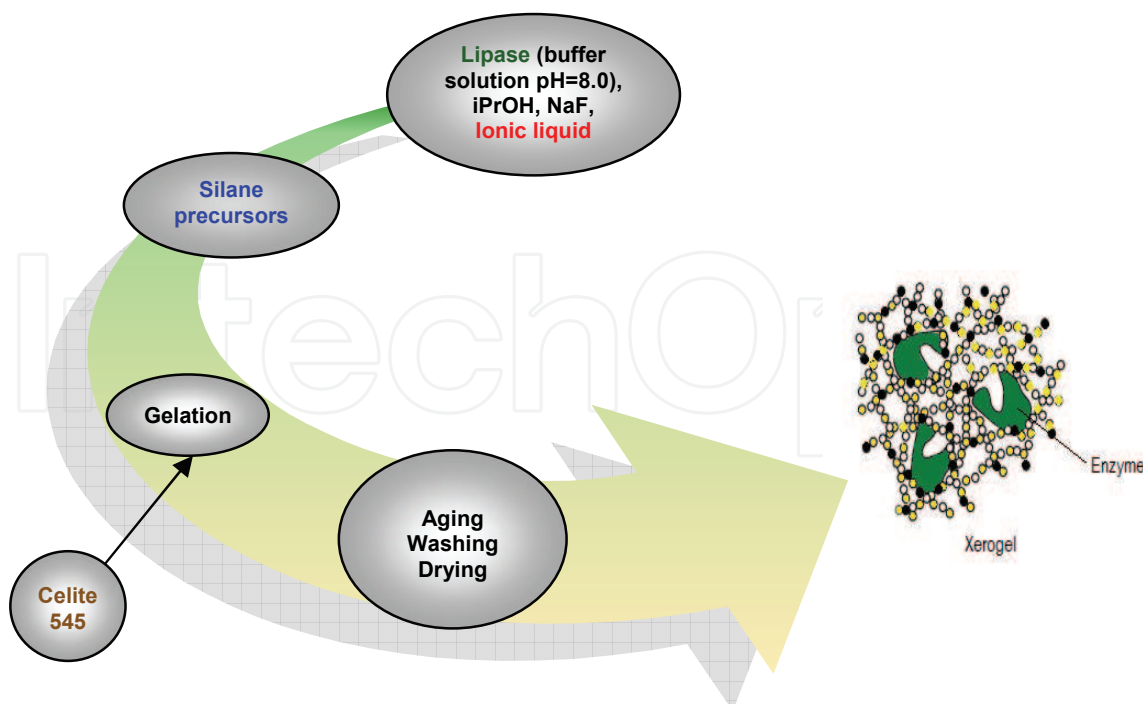 Lipase (buffer
solution pH=8.0),
iPrOH, NaF,
Ionic liquid
Silane
precursors
Gelation
Celite
545
Aging
Washing
Drying
Enzyme
Xerogel